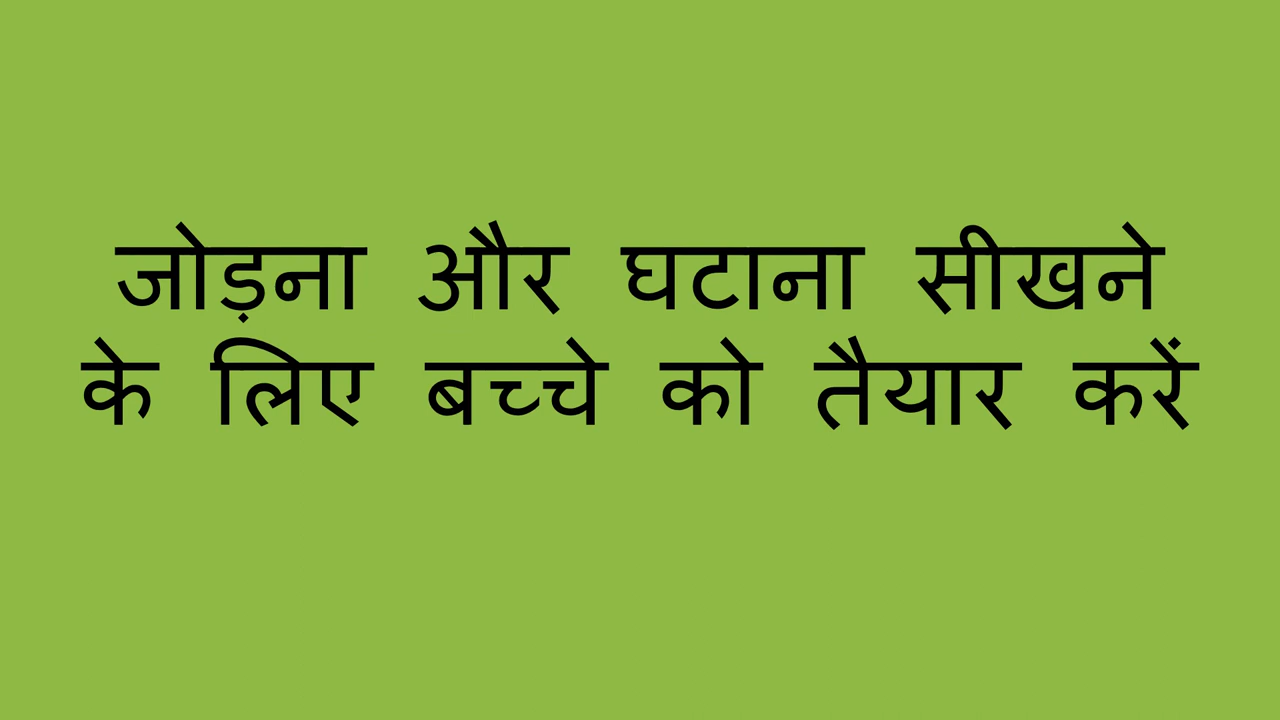 जोड़ना और घटाना सीखने
के लिए बच्चे को तैयार करें